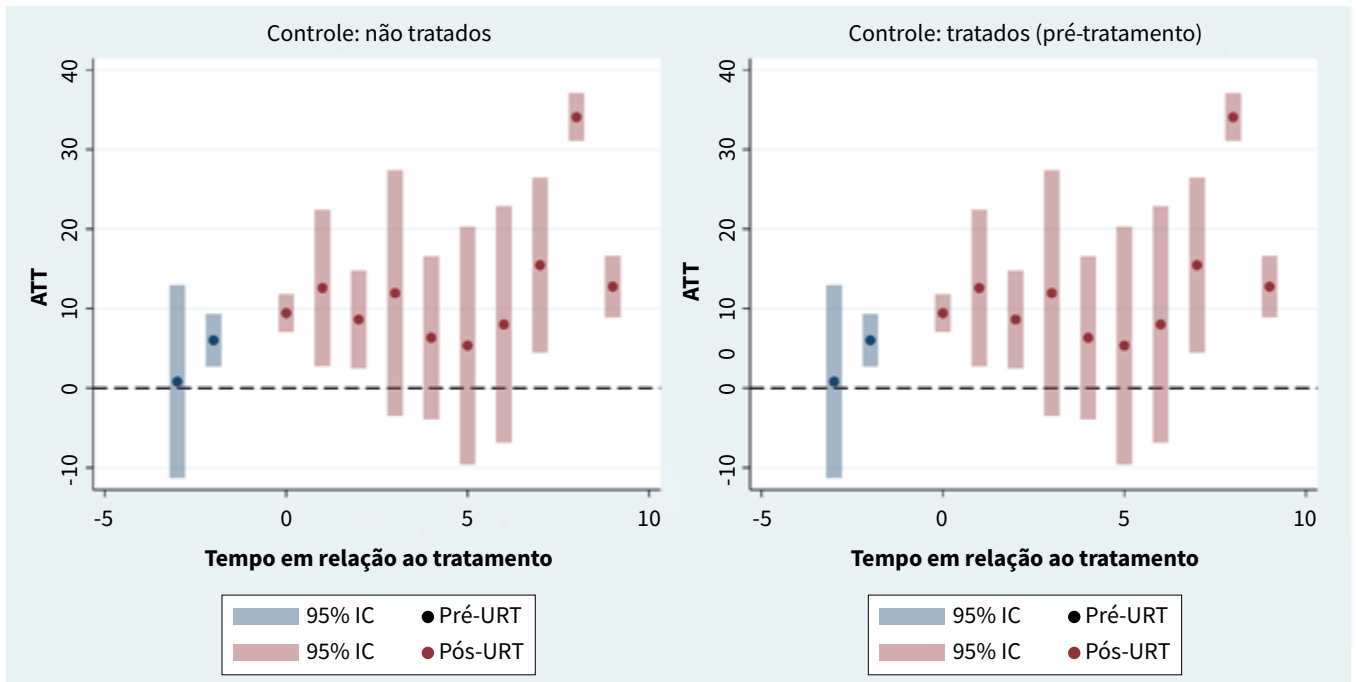 Controle: não tratados
40
30
20
10
0
-10
ATT
-5 0 5 10
Tempo em relação ao tratamento
95% IC Pré-URT
95% IC Pós-URT
Controle: tratados (pré-tratamento)
40
30
20
10
0
0
-10
ATT
-5 0 5 10
Tempo em relação ao tratamento
95% IC Pré-URT
95% IC Pós-URT